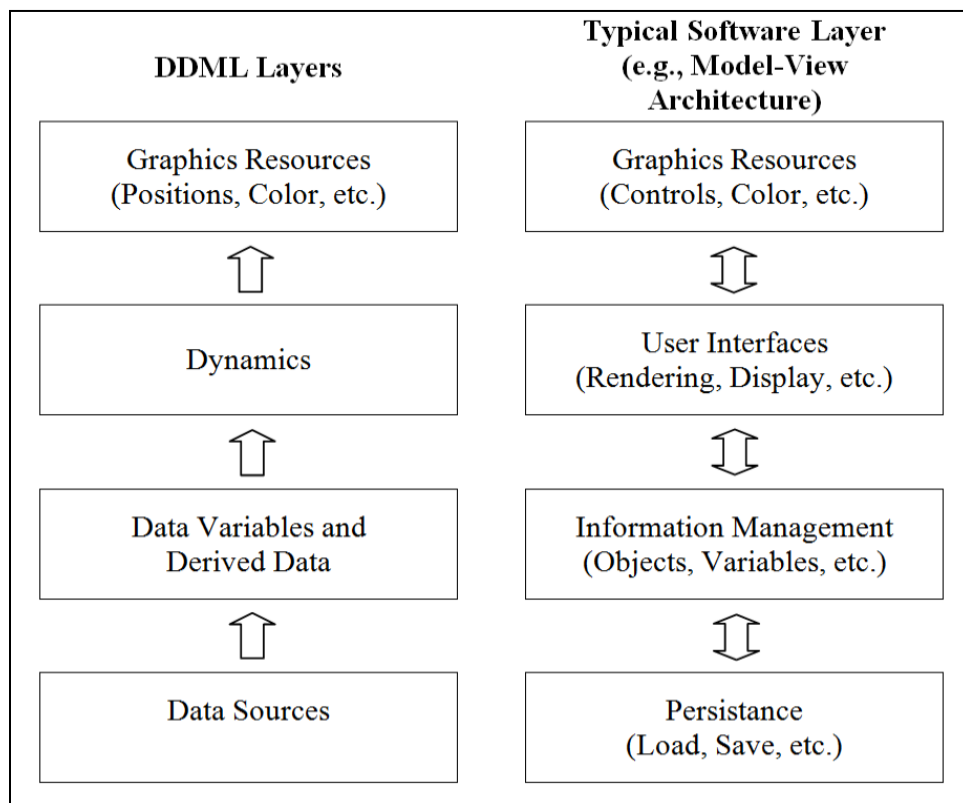 DDML Layers
Graphics Resources
(Positions, Color, etc.)
Dynamics
Data Variables and
Derived Data
Data Sources
Typical Software Layer
(e.g., Model-View
Architecture)
Graphics Resources
(Controls, Color, etc.)
User Interfaces
(Rendering, Display, etc.)
Information Management
(Objects, Variables, etc.)
Persistance
(Load, Save, etc.)